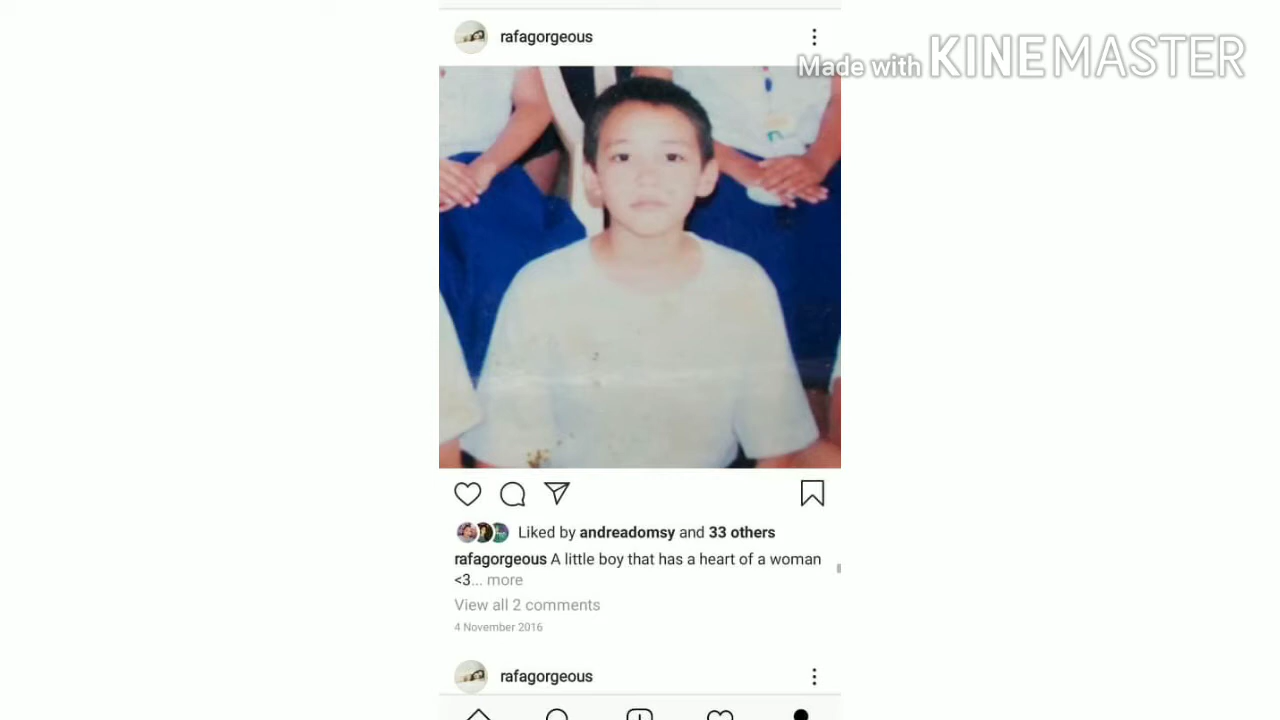 rafagorgeous
Made with KINEMASTER
Liked by andreadomsy and 33 others
rafagorgeous A little boy that has a heart of a woman
<3... more
View all 2 comments
4 November 2016
rafagorgeous